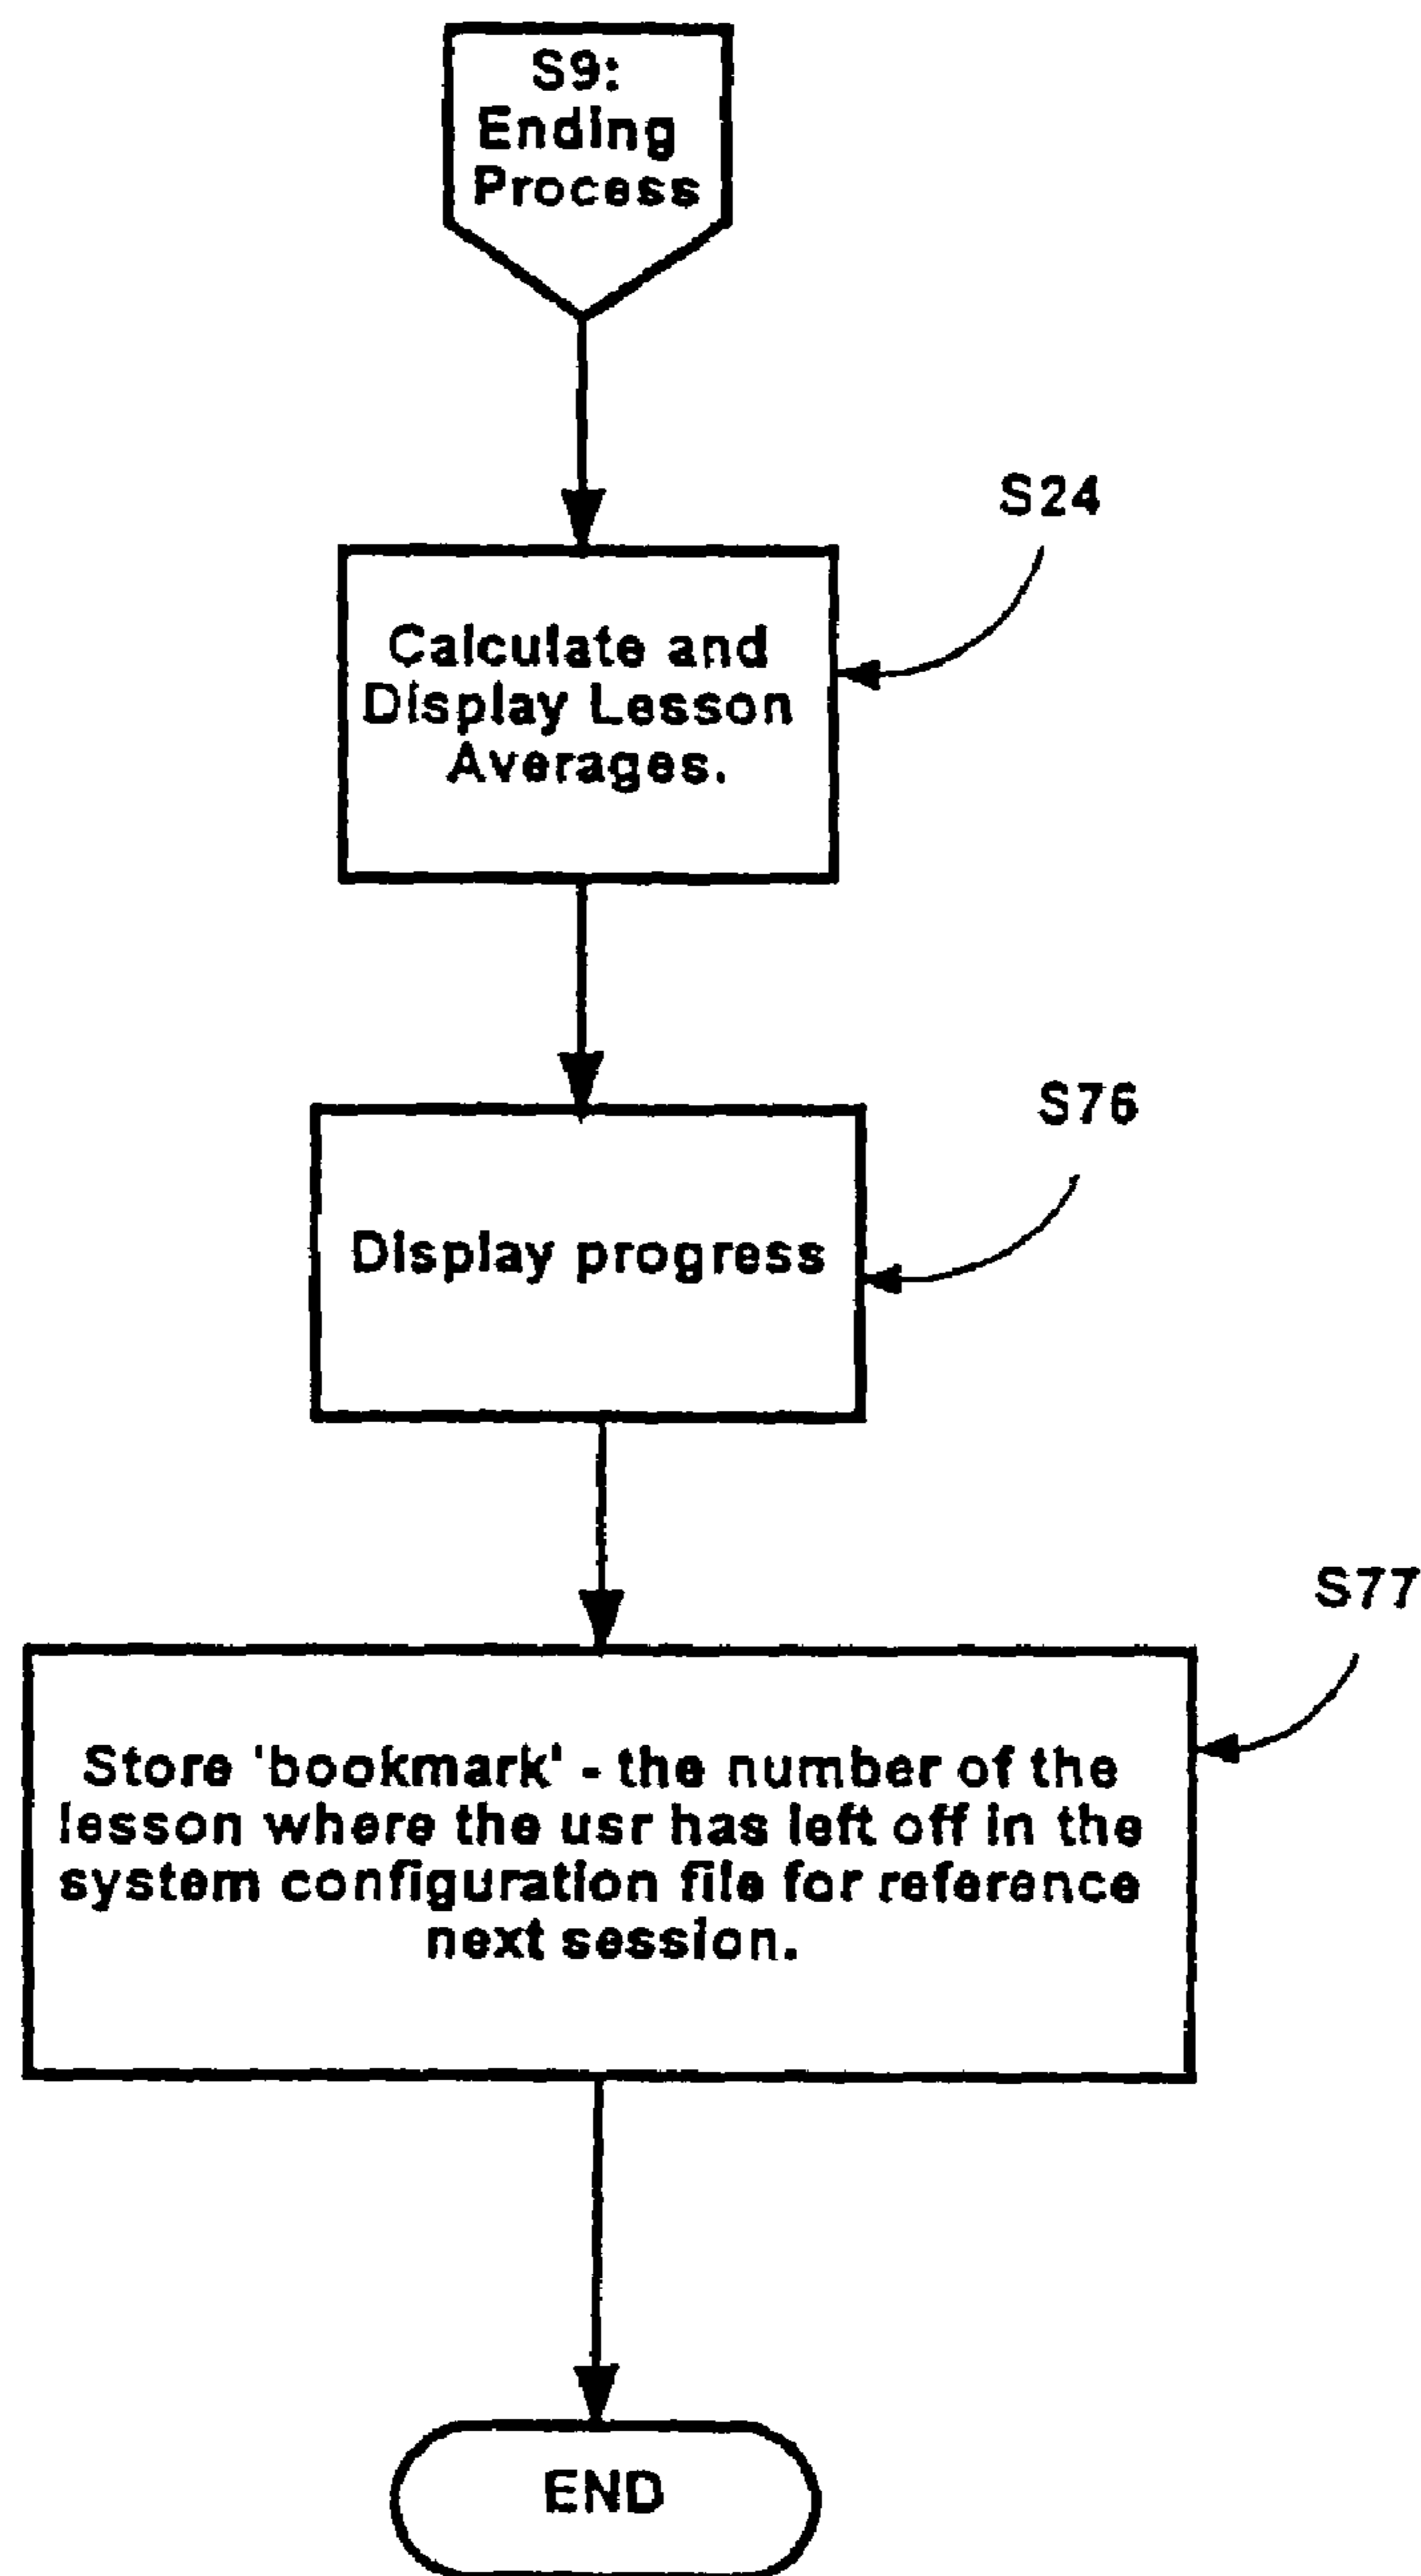 S9:
Ending
Process
S24
Calculate and
Display Lesson
Averages.
S76
Display progress
S77
Store 'bookmark' - the number of the
lesson where the usr has left off in the
system configuration file for reference
next session.
END